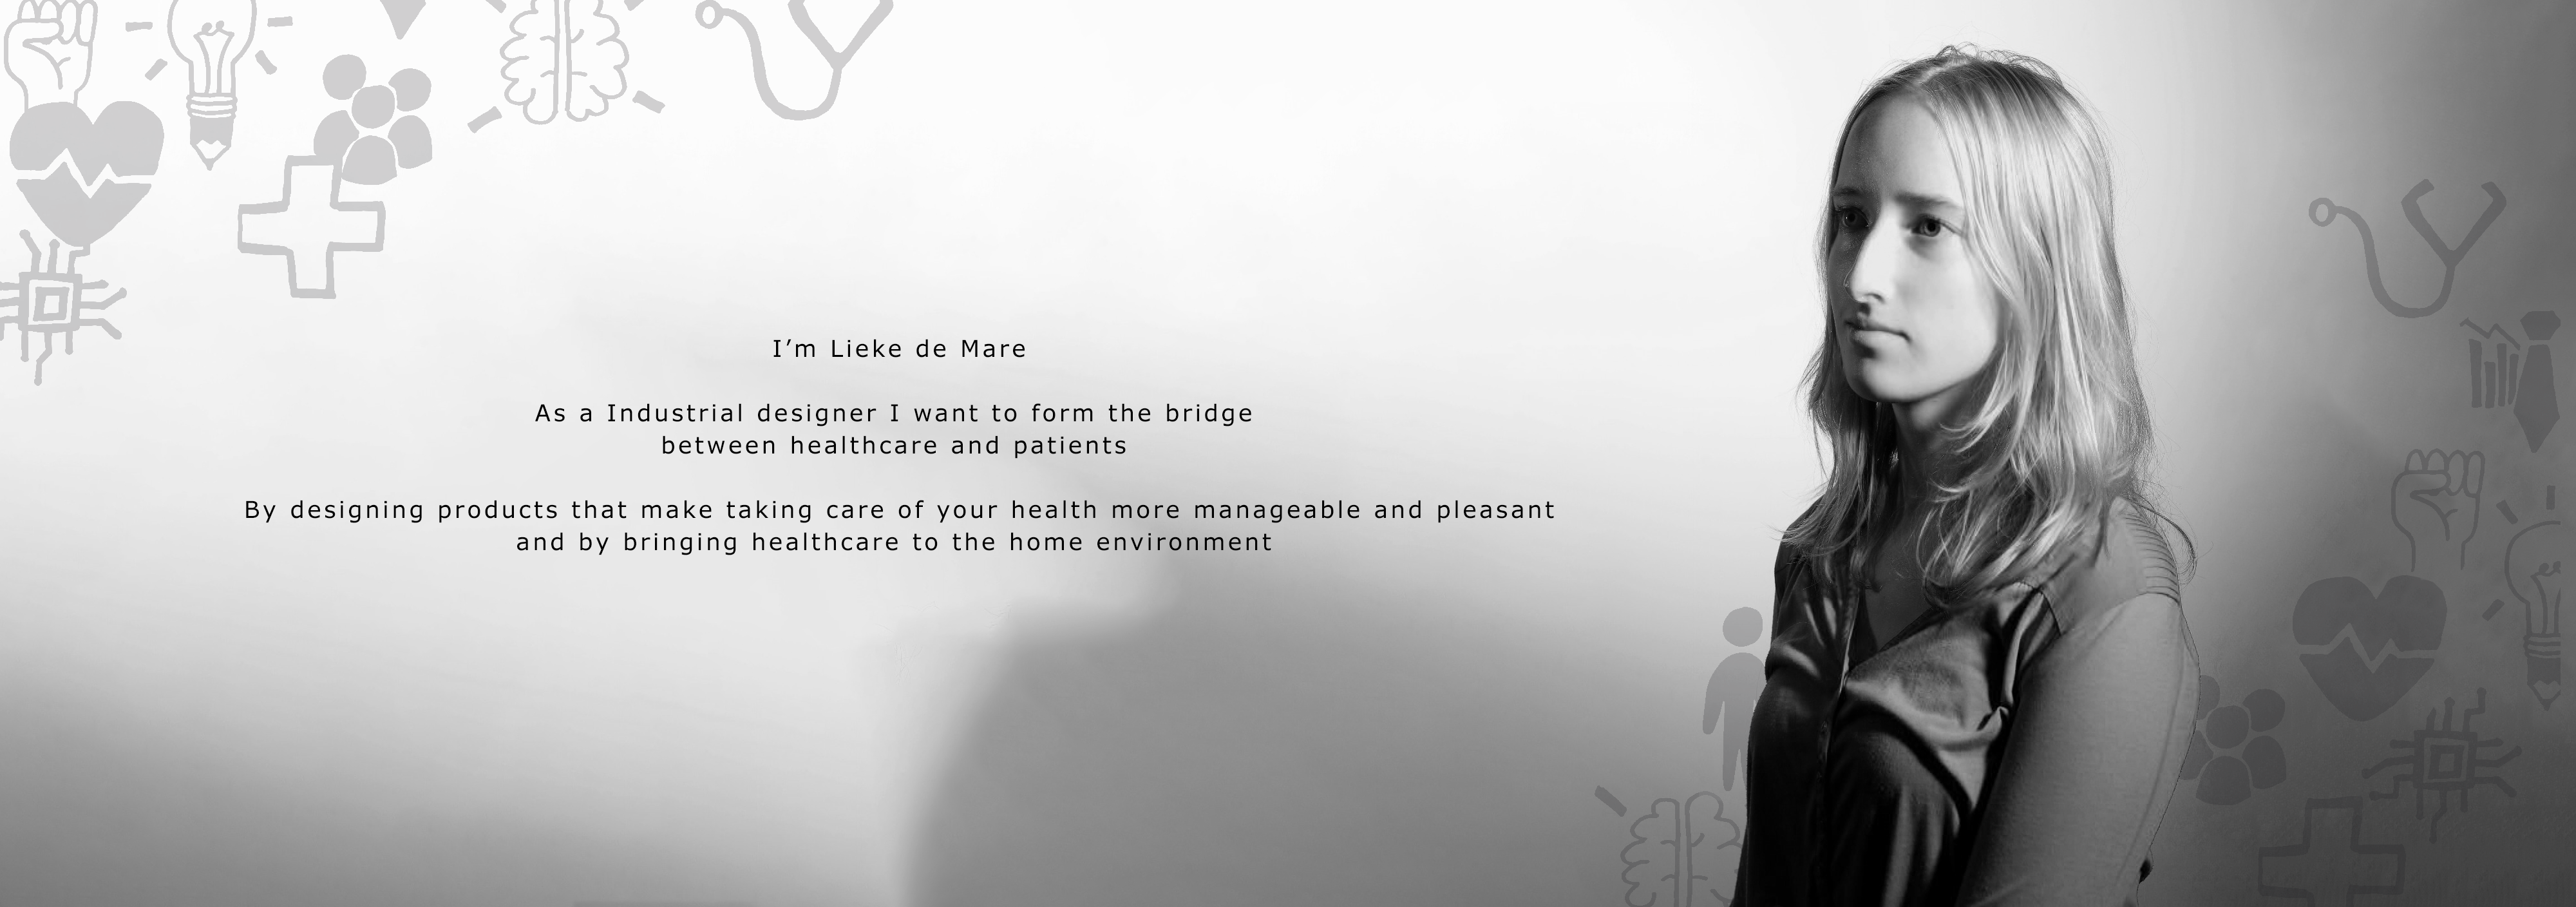 I’m Lieke de Mare
As a Industrial designer I want to form the bridge
between healthcare and patients
By designing products that make taking care of your health more manageable and pleasant
and by bringing healthcare to the home environment